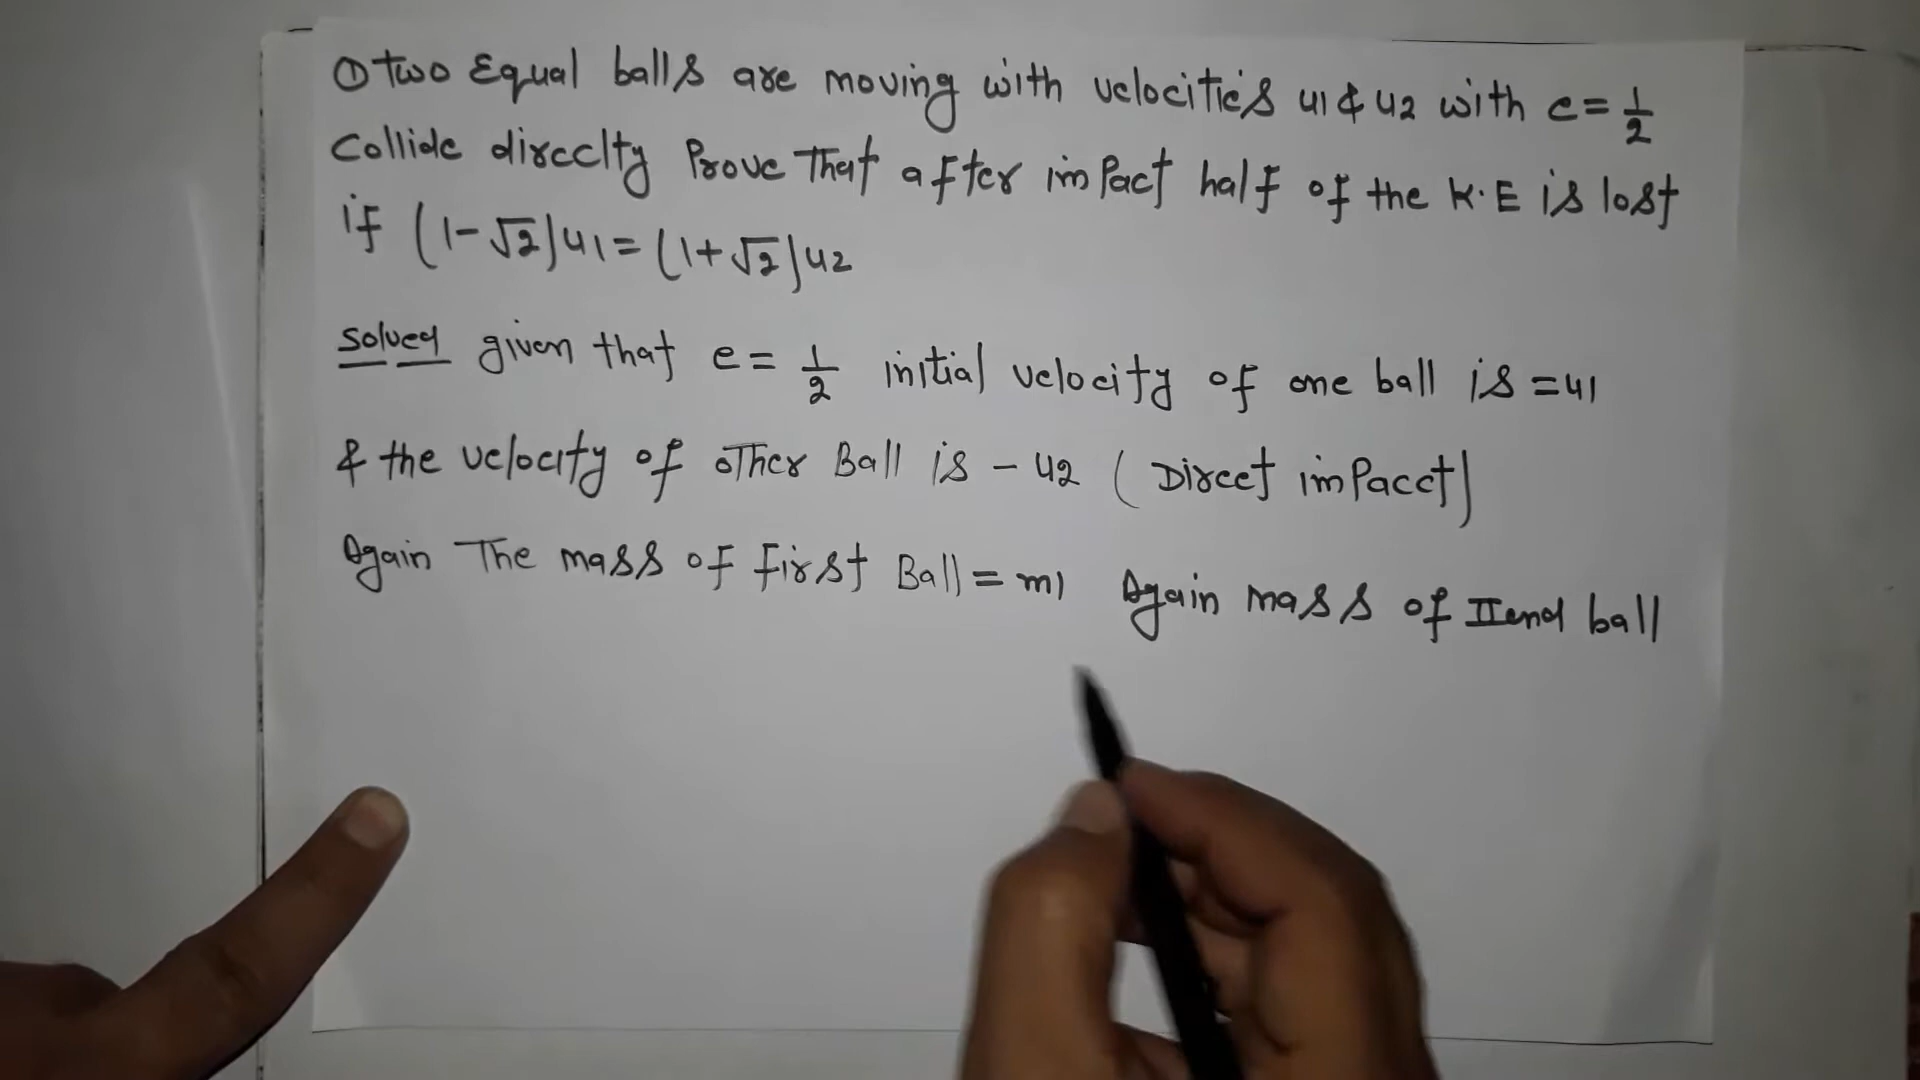 ① two Equal balls are moving with velocities u1 & u2 with e = 1/2
Collide direclty Prove That after impact half of the K.E is lost
if (1-√2)u1 = (1+√2)u2
Solved given that e = 1/2 initial velocity of one ball is = u1
& the velocity of oTher Ball is - u2 ( Direct impacct)
Again The mass of first Ball = m1 Again mass of IIend ball